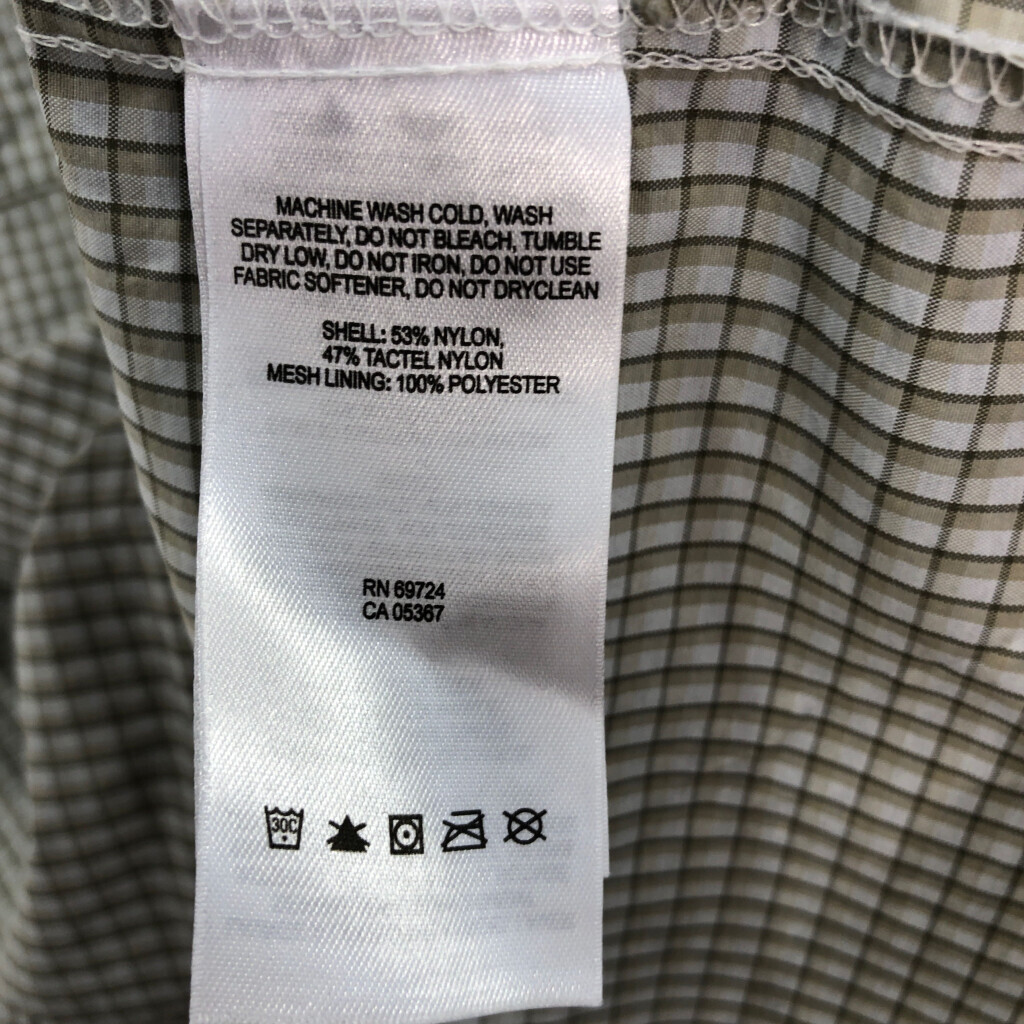 MACHINE WASH COLD, WASH
SEPARATELY, DO NOT BLEACH, TUMBLE
DRY LOW, DO NOT IRON, DO NOT USE
FABRIC SOFTENER, DO NOT DRYCLEAN
SHELL: 53% NYLON,
47% TACTEL NYLON
MESH LINING: 100% POLYESTER
RN 69724
CA 05367
30C